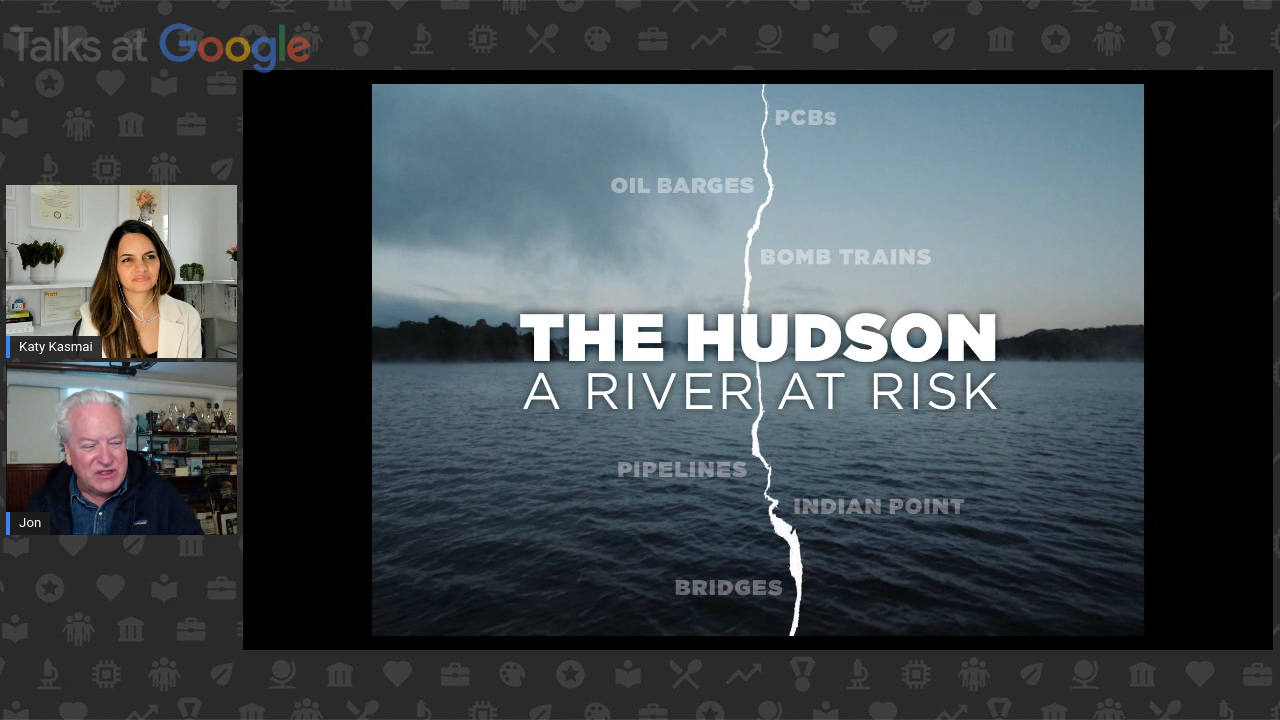 Talks at Google
PCBs
OIL BARGES
BOMB TRAINS
THE HUDSON
A RIVER AT RISK
PIPELINES
INDIAN POINT
BRIDGES
Katy Kasmai
Jon